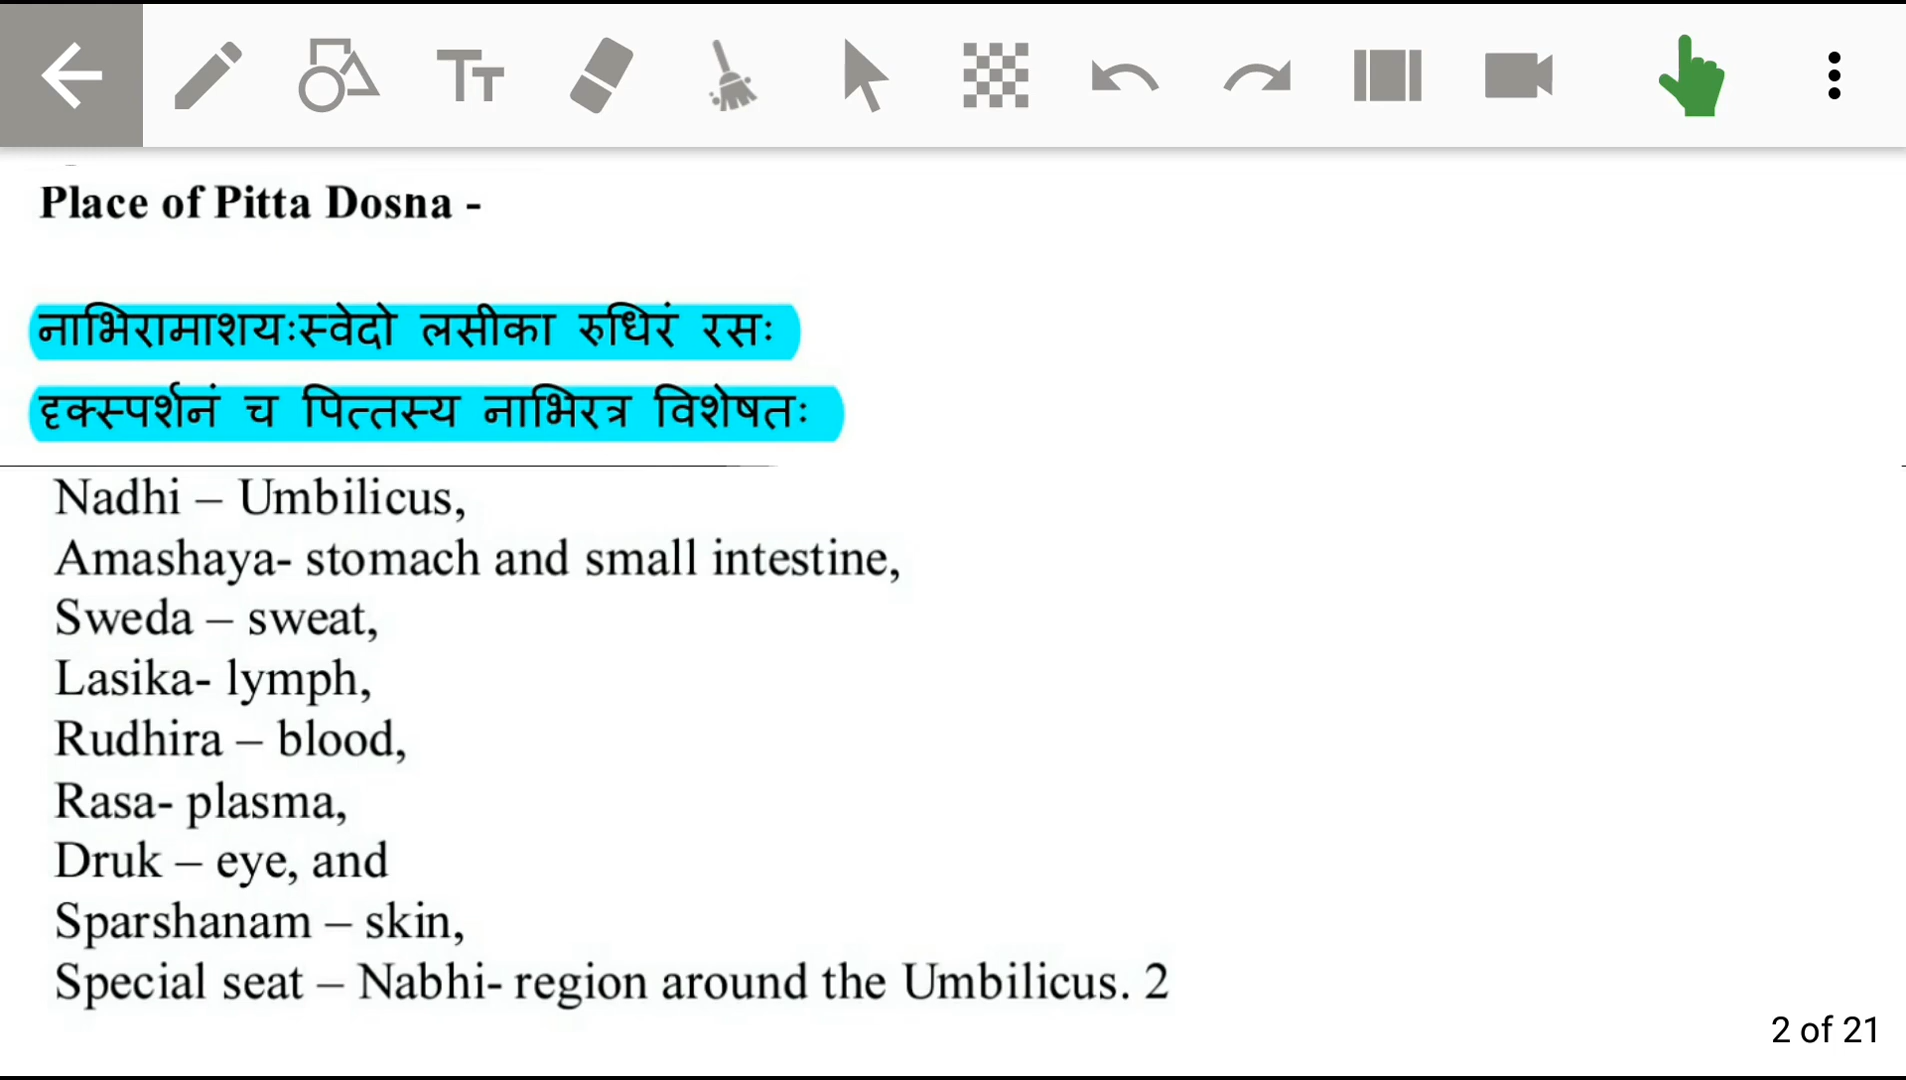 Place of Pitta Dosna -
नाभिरामाशयःस्वेदो लसीका रुधिरं रसः
दृक्स्पर्शनं च पित्तस्य नाभिरत्र विशेषतः
Nadhi – Umbilicus,
Amashaya- stomach and small intestine,
Sweda – sweat,
Lasika- lymph,
Rudhira – blood,
Rasa- plasma,
Druk – eye, and
Sparshanam – skin,
Special seat – Nabhi- region around the Umbilicus. 2
2 of 21